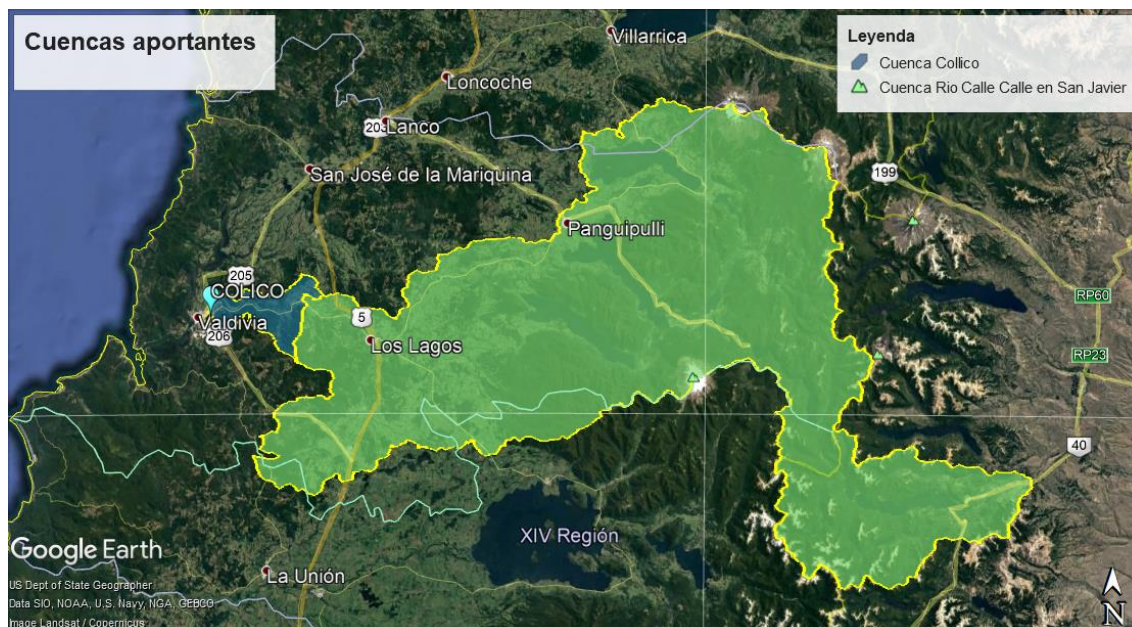 Cuencas aportantes
Leyenda
Cuenca Collico
Cuenca Rio Calle Calle en San Javier
Villarrica
Loncoche
203
Lanco
199
San José de la Mariquina
Panguipulli
205
COLICO
RP60
Valdivia
5
206
Los Lagos
RP23
40
XIV Región
Google Earth
La Unión
US Dept of State Geographer
Data SIO, NOAA, U.S. Navy, NGA, GEBCO
Image Landsat / Copernicus
N